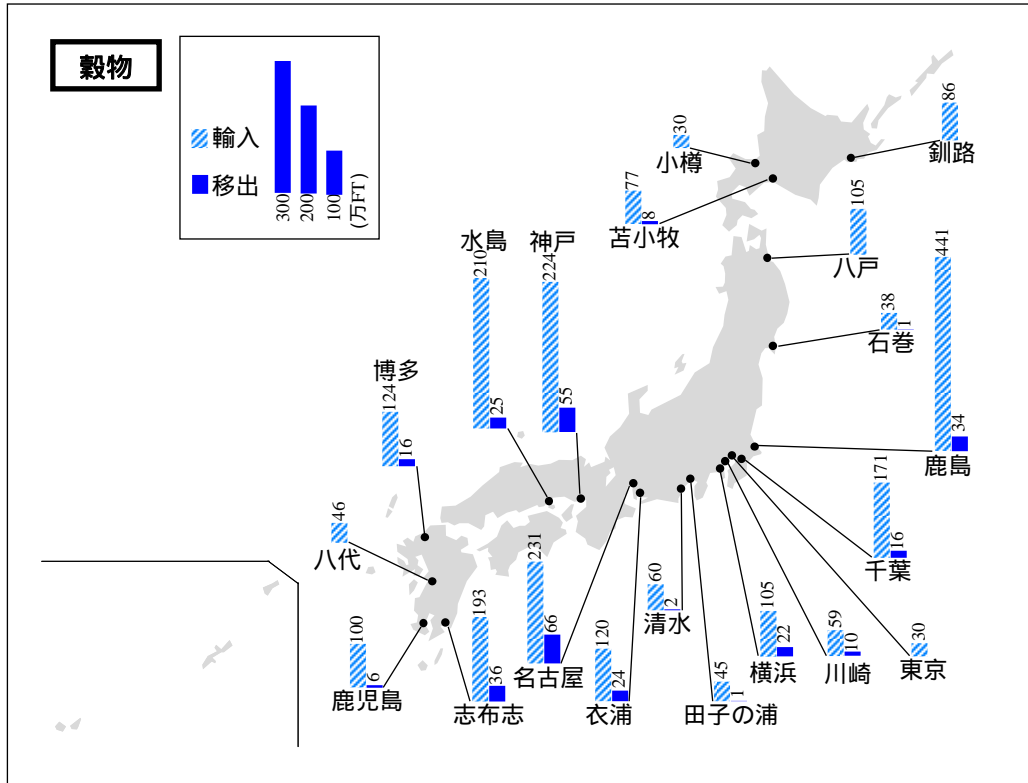 穀物
輸入
移出
300
200
100
(万FT)
30
小樽
86
釧路
77
8
苫小牧
105
八戸
441
34
鹿島
38
1
石巻
水島
210
25
神戸
224
55
博多
124
16
171
16
千葉
46
八代
231
66
名古屋
60
2
清水
105
22
横浜
59
10
川崎
30
東京
100
6
鹿児島
193
36
志布志
120
24
衣浦
45
1
田子の浦